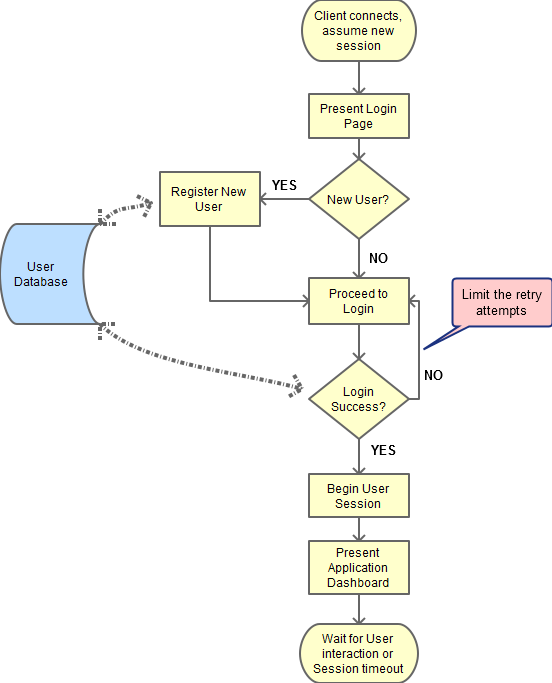 Client connects,
assume new
session
Present Login
Page
New User?
YES
Register New
User
User
Database
NO
Proceed to
Login
Limit the retry
attempts
NO
Login
Success?
YES
Begin User
Session
Present
Application
Dashboard
Wait for User
interaction or
Session timeout